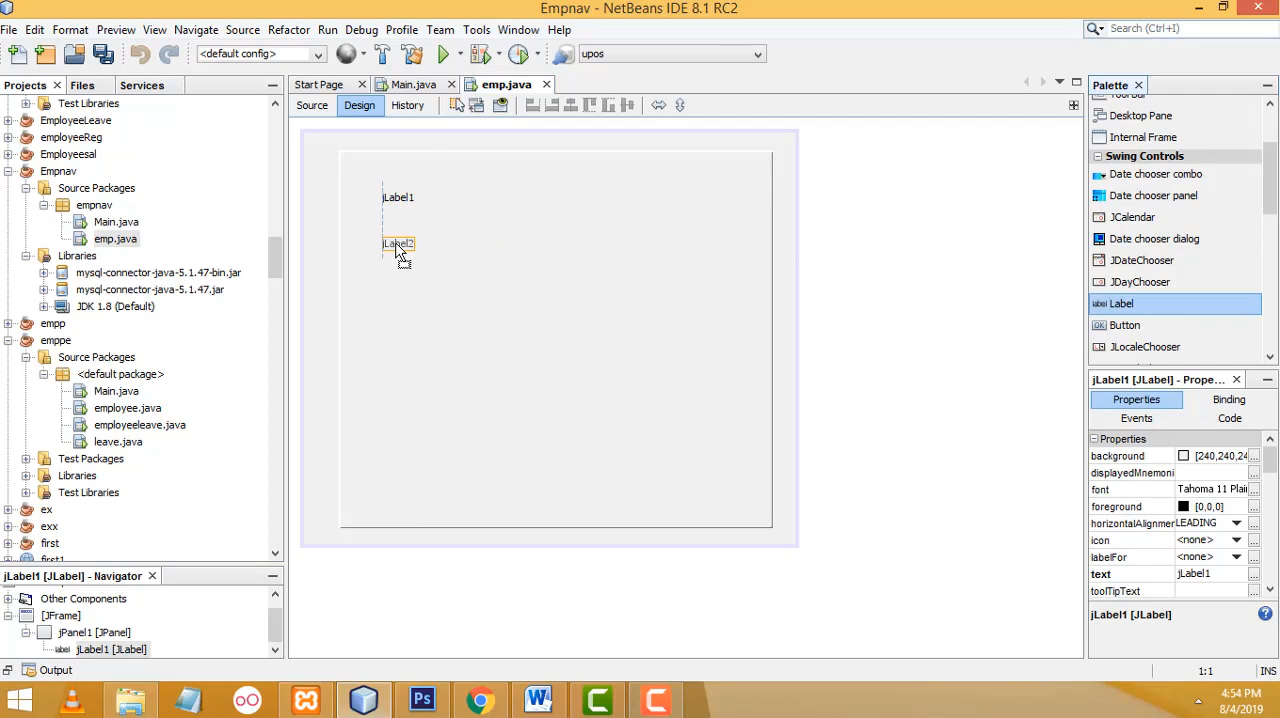 Empnav - NetBeans IDE 8.1 RC2
File Edit Format Preview View Navigate Source Refactor Run Debug Profile Team Tools Window Help
Search (Ctrl+I)
<default config>
upos
Projects Files Services
Start Page Main.java emp.java
Palette
Source Design History
Test Libraries
EmployeeLeave
employeeReg
Employeesal
Empnav
Source Packages
empnav
Main.java
emp.java
Libraries
mysql-connector-java-5.1.47-bin.jar
mysql-connector-java-5.1.47.jar
JDK 1.8 (Default)
empp
emppe
Source Packages
<default package>
Main.java
employee.java
employeeleave.java
leave.java
Test Packages
Libraries
Test Libraries
ex
exx
first
first1
jLabel1
jLabel2
ToolBar
Desktop Pane
Internal Frame
Swing Controls
Date chooser combo
Date chooser panel
JCalendar
Date chooser dialog
JDateChooser
JDayChooser
label Label
OK Button
JLocaleChooser
jLabel1 [JLabel] - Prope...
Properties Binding
Events Code
Properties
background [240,240,24 ...
displayedMnemoni ...
font Tahoma 11 Plai ...
foreground [0,0,0] ...
horizontalAlignmer LEADING ...
icon <none> ...
labelFor <none> ...
text jLabel1 ...
toolTipText ...
jLabel1 [JLabel]
jLabel1 [JLabel] - Navigator
Other Components
[JFrame]
jPanel1 [JPanel]
label jLabel1 [JLabel]
Output
1:1 INS
Ps
W
C
C
4:54 PM
8/4/2019